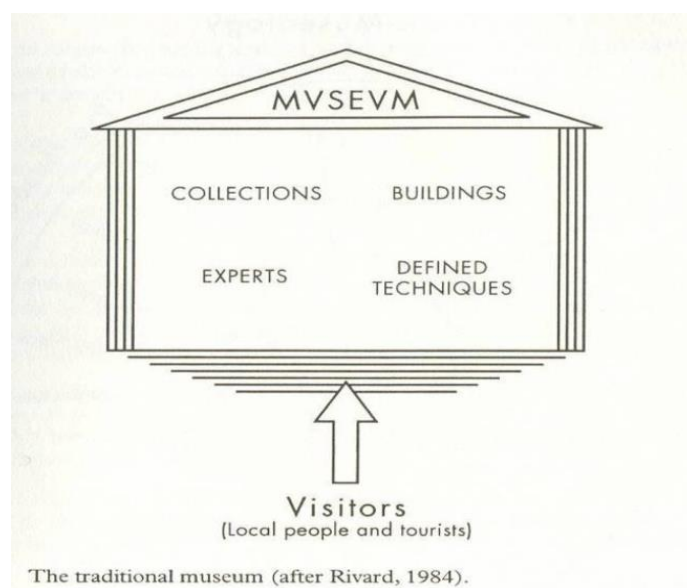 MVSEVM
COLLECTIONS BUILDINGS
EXPERTS DEFINED
TECHNIQUES
Visitors
(Local people and tourists)
The traditional museum (after Rivard, 1984).